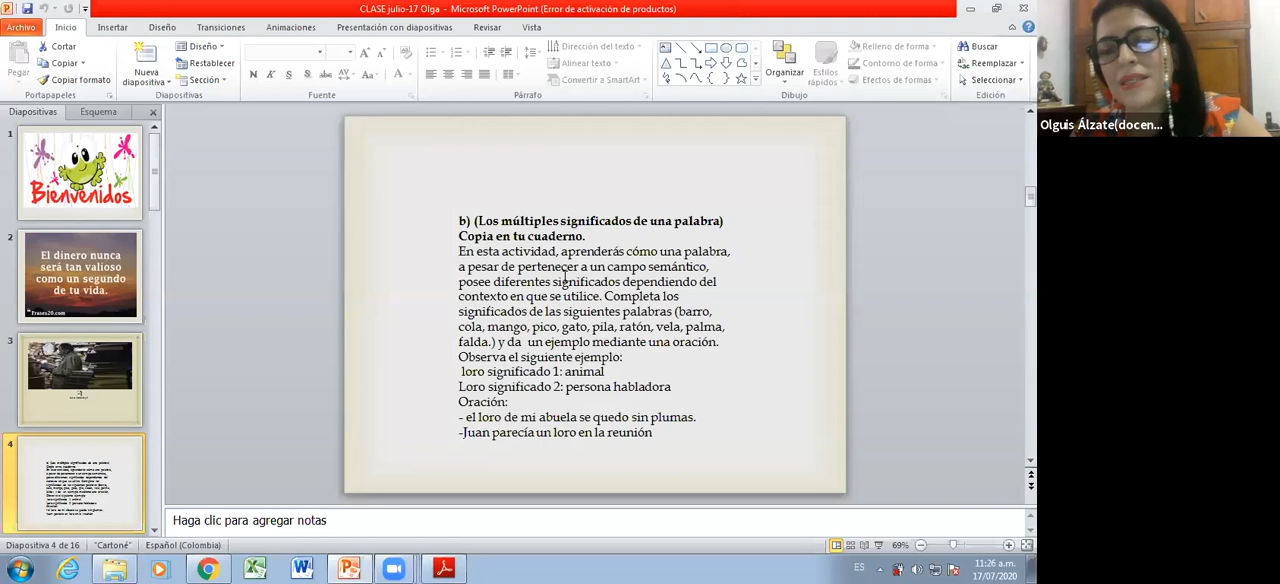 CLASE julio-17 Olga - Microsoft PowerPoint (Error de activación de productos)
Archivo Inicio Insertar Diseño Transiciones Animaciones Presentación con diapositivas Revisar Vista
Pegar
Cortar
Copiar
Copiar formato
Portapapeles
Nueva
diapositiva
Diseño
Restablecer
Sección
Diapositivas
N K S S abc AV Aa A
Fuente
Dirección del texto
Alinear texto
Convertir a SmartArt
Párrafo
Organizar
Estilos
rápidos
Relleno de forma
Contorno de forma
Efectos de formas
Dibujo
Buscar
Reemplazar
Seleccionar
Edición
Olguis Álzate(docen...
Diapositivas Esquema
1
Bienvenidos
2
El dinero nunca
será tan valioso
como un segundo
de tu vida.
Frases20.com
3
4
b) (Los múltiples significados de una palabra)
Copia en tu cuaderno.
En esta actividad, aprenderás cómo una palabra,
a pesar de pertenecer a un campo semántico,
posee diferentes significados dependiendo del
contexto en que se utilice. Completa los
significados de las siguientes palabras (barro,
cola, mango, pico, gato, pila, ratón, vela, palma,
falda.) y da un ejemplo mediante una oración.
Observa el siguiente ejemplo:
loro significado 1: animal
Loro significado 2: persona habladora
Oración:
- el loro de mi abuela se quedo sin plumas.
-Juan parecía un loro en la reunión
Haga clic para agregar notas
Diapositiva 4 de 16 "Cartoné" Español (Colombia) 69%
ES 11:26 a.m.
17/07/2020